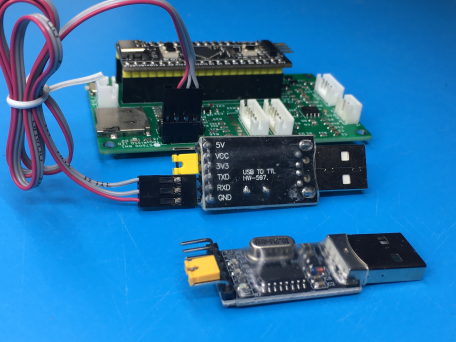 5V
VCC
3V3
TXD
RXD
GND
USB TO TTL
HW-597